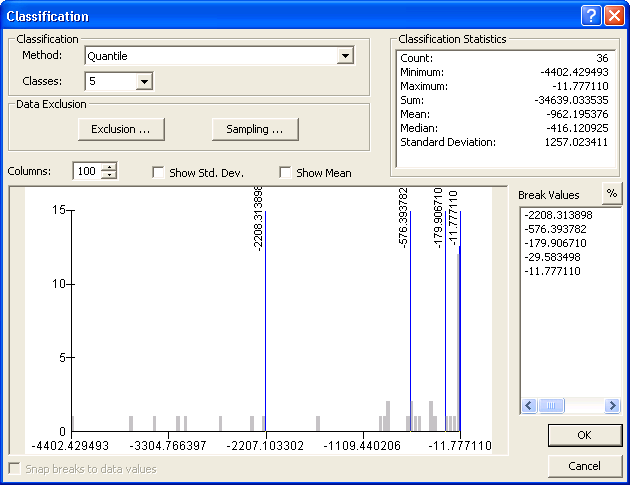 Classification
Classification
Method: Quantile
Classes: 5
Data Exclusion
Exclusion ... Sampling ...
Classification Statistics
Count: 36
Minimum: -4402.429493
Maximum: -11.777110
Sum: -34639.033535
Mean: -962.195376
Median: -416.120925
Standard Deviation: 1257.023411
Columns: 100 Show Std. Dev. Show Mean
Break Values %
-2208.313898
-576.393782
-179.906710
-29.583498
-11.777110
-2208.313898
-576.393782
-179.906710
-11.777110
15
10
5
0
-4402.429493 -3304.766397 -2207.103302 -1109.440206 -11.777110
Snap breaks to data values
OK
Cancel